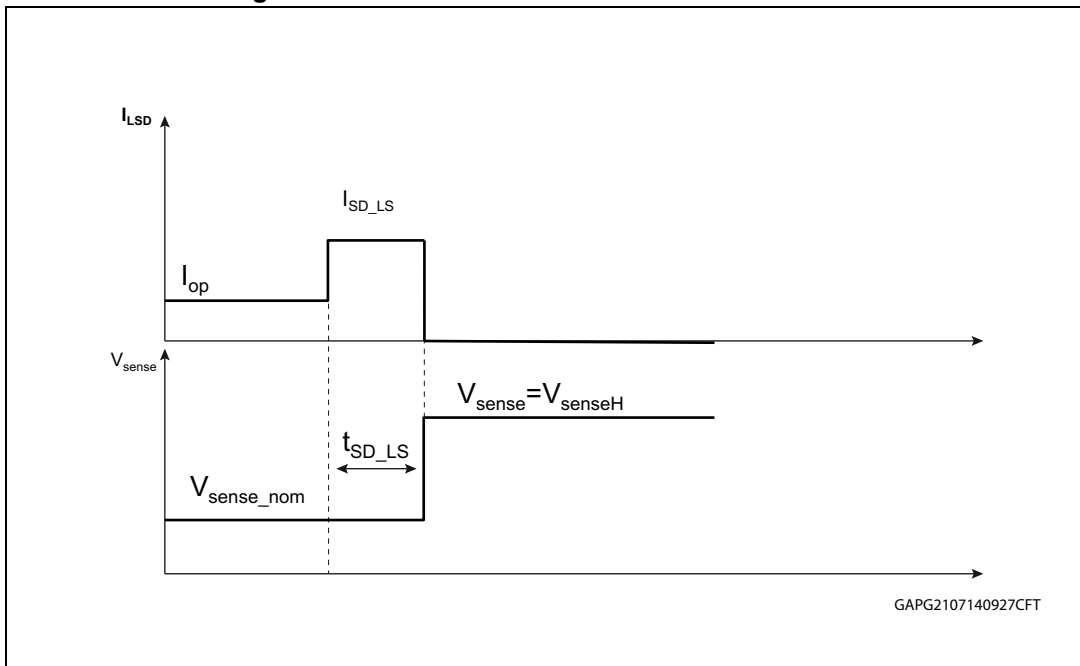 I_LSD
I_SD_LS
I_op
V_sense
V_sense=V_senseH
t_SD_LS
V_sense_nom
GAPG2107140927CFT